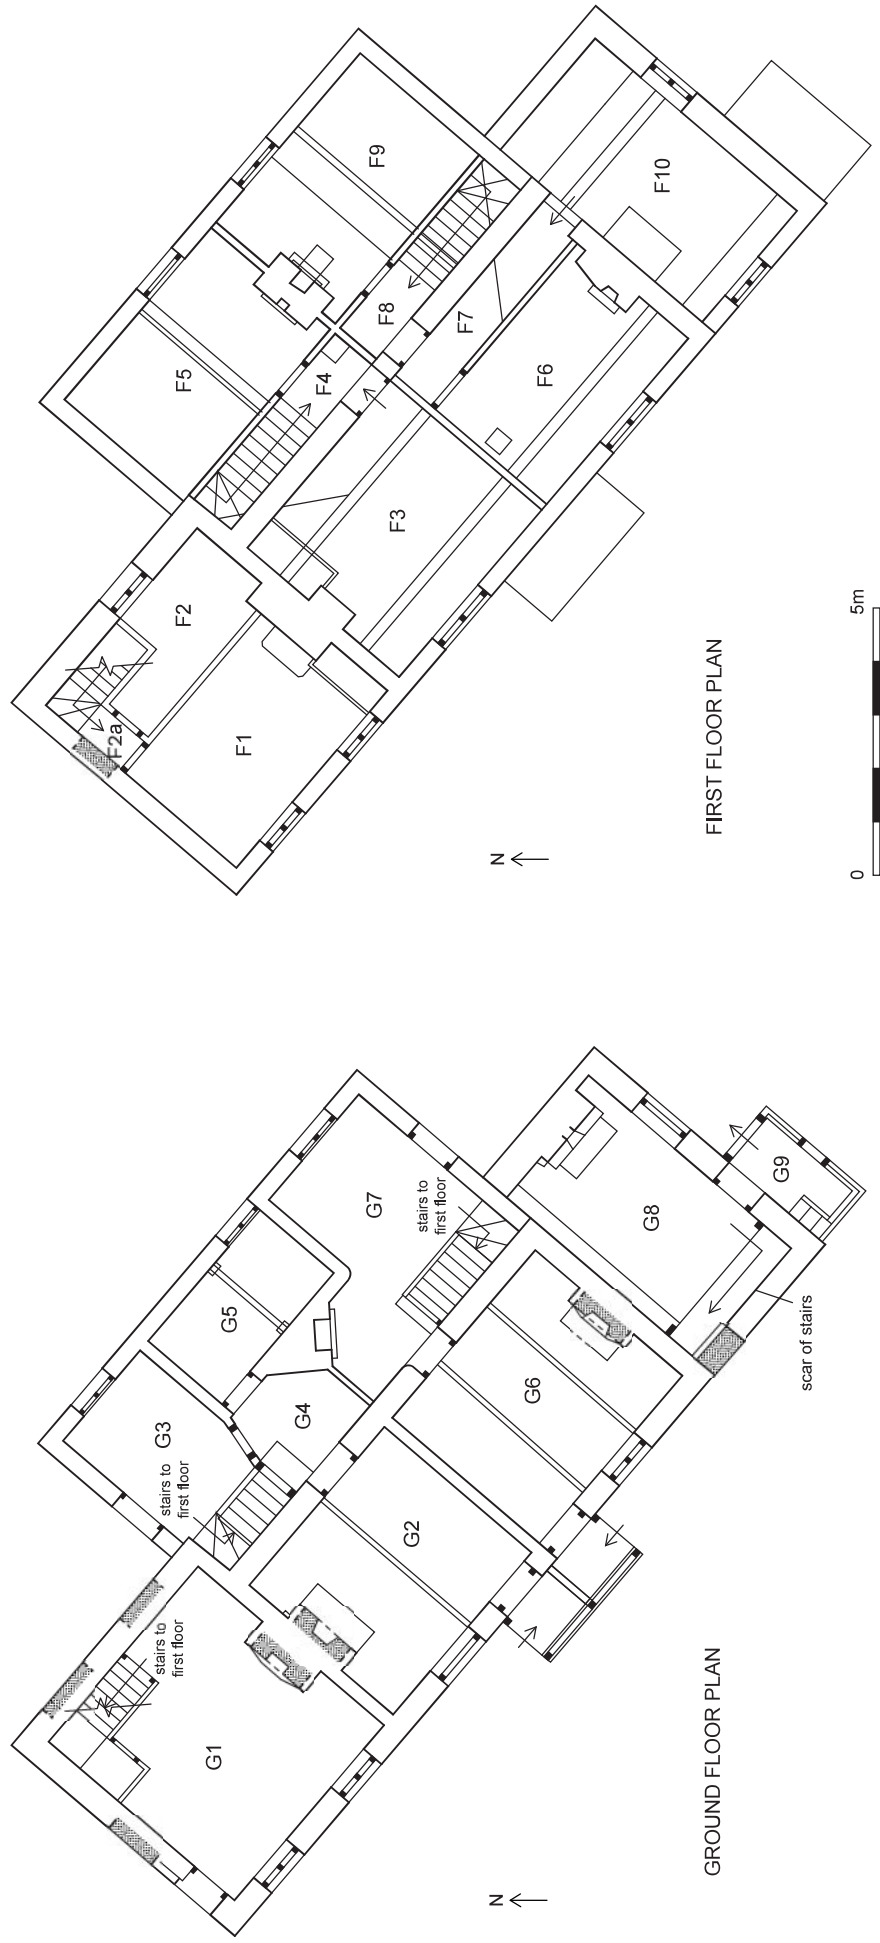 GROUND FLOOR PLAN
N
G1
stairs to
first floor
G2
G3
stairs to
first floor
G4
G5
G6
G7
stairs to
first floor
G8
G9
scar of stairs
FIRST FLOOR PLAN
N
F1
F2
F2a
F3
F4
F5
F6
F7
F8
F9
F10
0
5m